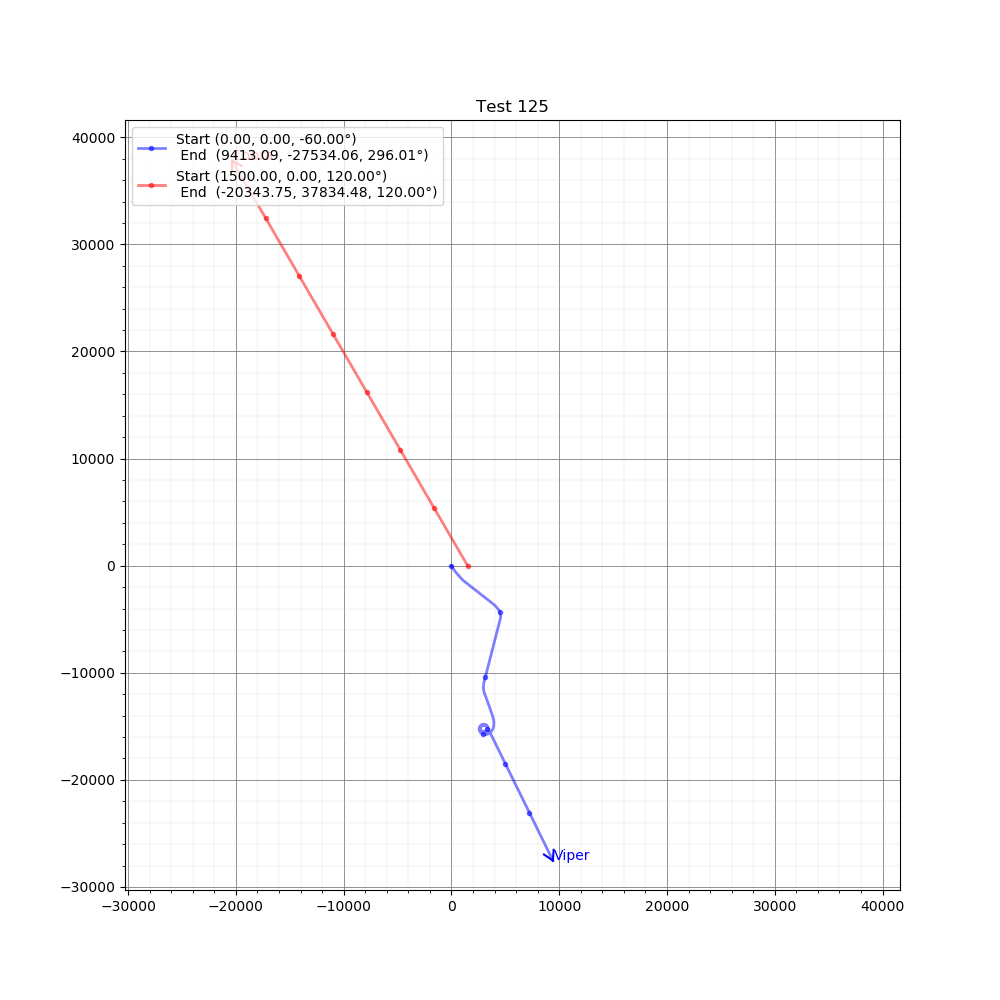 Test 125
Start (0.00, 0.00, -60.00°)
End  (9413.09, -27534.06, 296.01°)
Start (1500.00, 0.00, 120.00°)
End  (-20343.75, 37834.48, 120.00°)
40000
30000
20000
10000
0
−10000
−20000
−30000
Viper
−30000 −20000 −10000 0 10000 20000 30000 40000